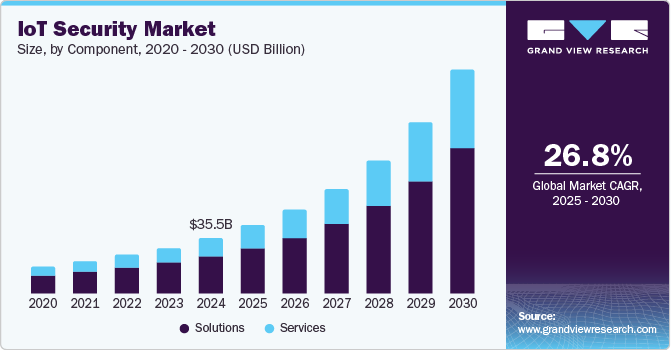 IoT Security Market
Size, by Component, 2020 - 2030 (USD Billion)
$35.5B
2020 2021 2022 2023 2024 2025 2026 2027 2028 2029 2030
Solutions Services
GRAND VIEW RESEARCH
26.8%
Global Market CAGR,
2025 - 2030
Source:
www.grandviewresearch.com